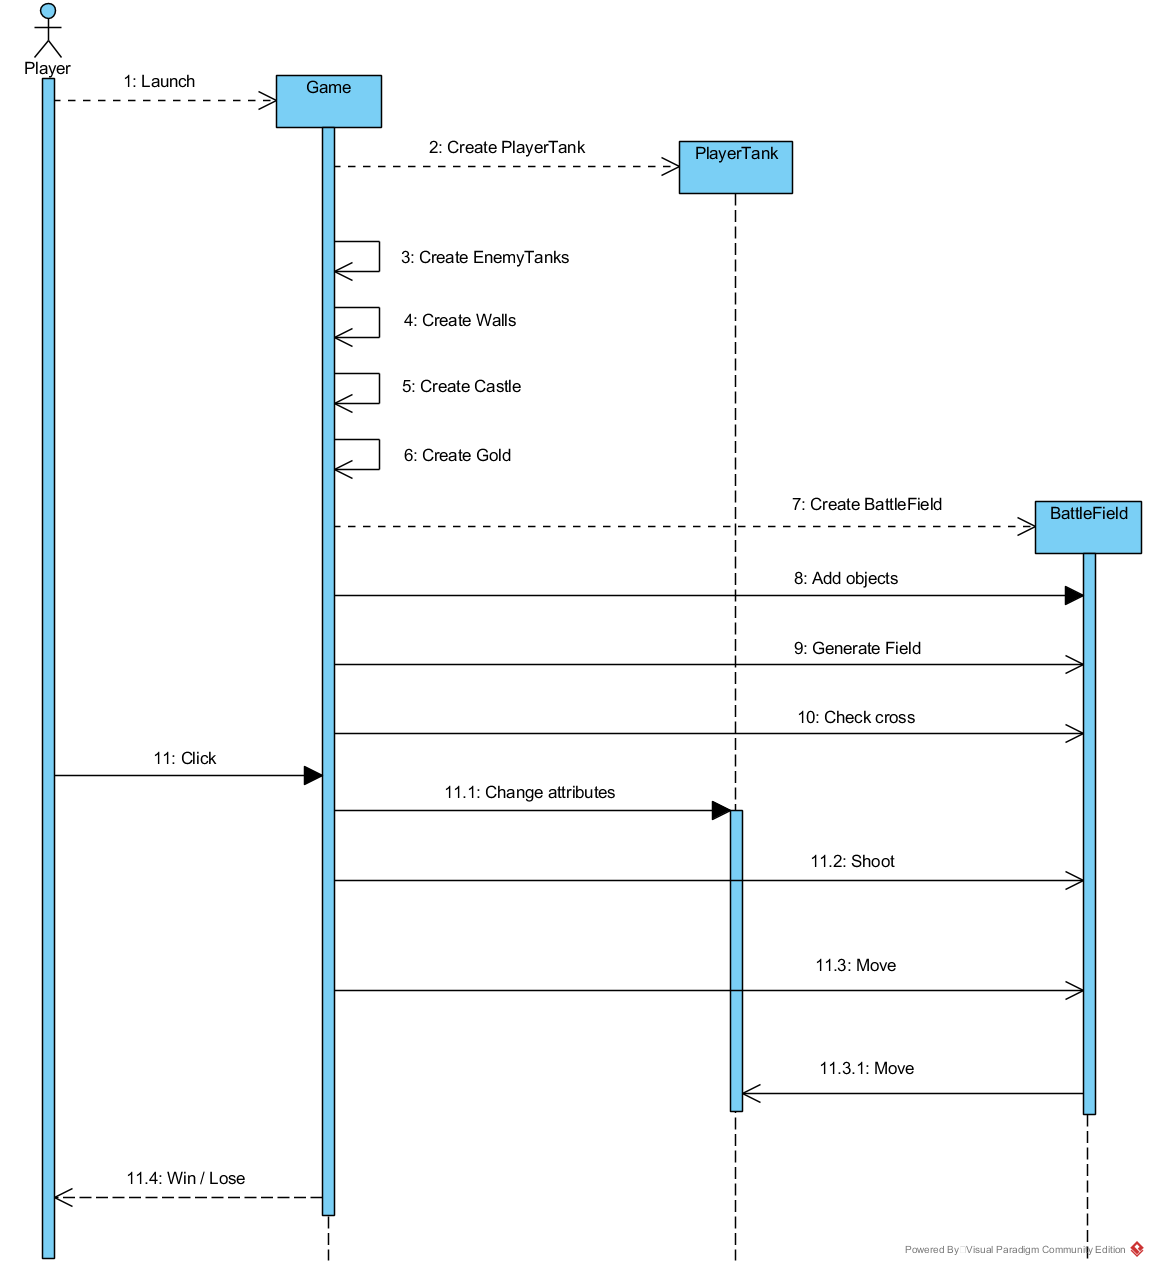 Player
1: Launch
Game
2: Create PlayerTank
PlayerTank
3: Create EnemyTanks
4: Create Walls
5: Create Castle
6: Create Gold
7: Create BattleField
BattleField
8: Add objects
9: Generate Field
10: Check cross
11: Click
11.1: Change attributes
11.2: Shoot
11.3: Move
11.3.1: Move
11.4: Win / Lose
Powered By Visual Paradigm Community Edition